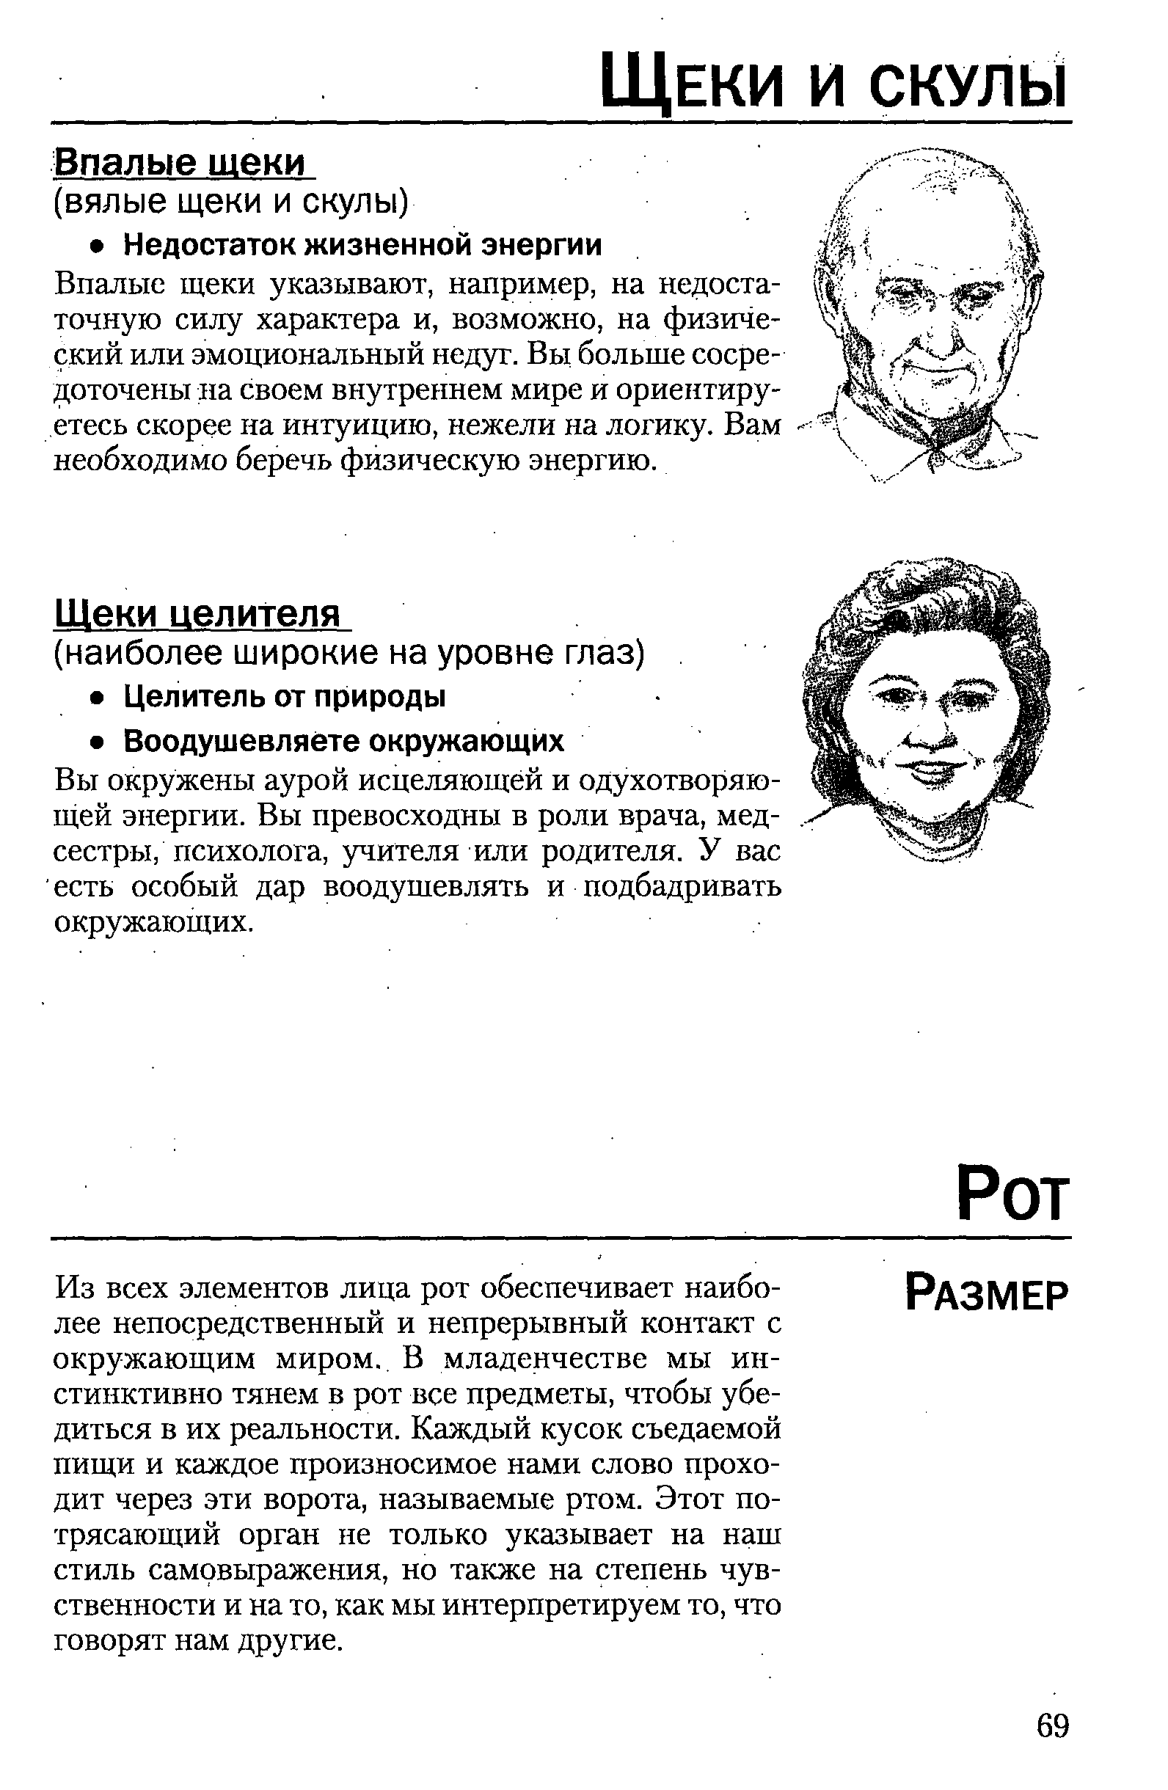 Щеки и скулы
Впалые щеки
(вялые щеки и скулы)
• Недостаток жизненной энергии
Впалые щеки указывают, например, на недоста-
точную силу характера и, возможно, на физиче-
ский или эмоциональный недуг. Вы больше сосре-
доточены на своем внутреннем мире и ориентиру-
етесь скорее на интуицию, нежели на логику. Вам
необходимо беречь физическую энергию.
Щеки целителя
(наиболее широкие на уровне глаз)
• Целитель от природы
• Воодушевляете окружающих
Вы окружены аурой исцеляющей и одухотворяю-
щей энергии. Вы превосходны в роли врача, мед-
сестры, психолога, учителя или родителя. У вас
есть особый дар воодушевлять и подбадривать
окружающих.
Рот
Размер
Из всех элементов лица рот обеспечивает наибо-
лее непосредственный и непрерывный контакт с
окружающим миром. В младенчестве мы ин-
стинктивно тянем в рот все предметы, чтобы убе-
диться в их реальности. Каждый кусок съедаемой
пищи и каждое произносимое нами слово прохо-
дит через эти ворота, называемые ртом. Этот по-
трясающий орган не только указывает на наш
стиль самовыражения, но также на степень чув-
ственности и на то, как мы интерпретируем то, что
говорят нам другие.
69